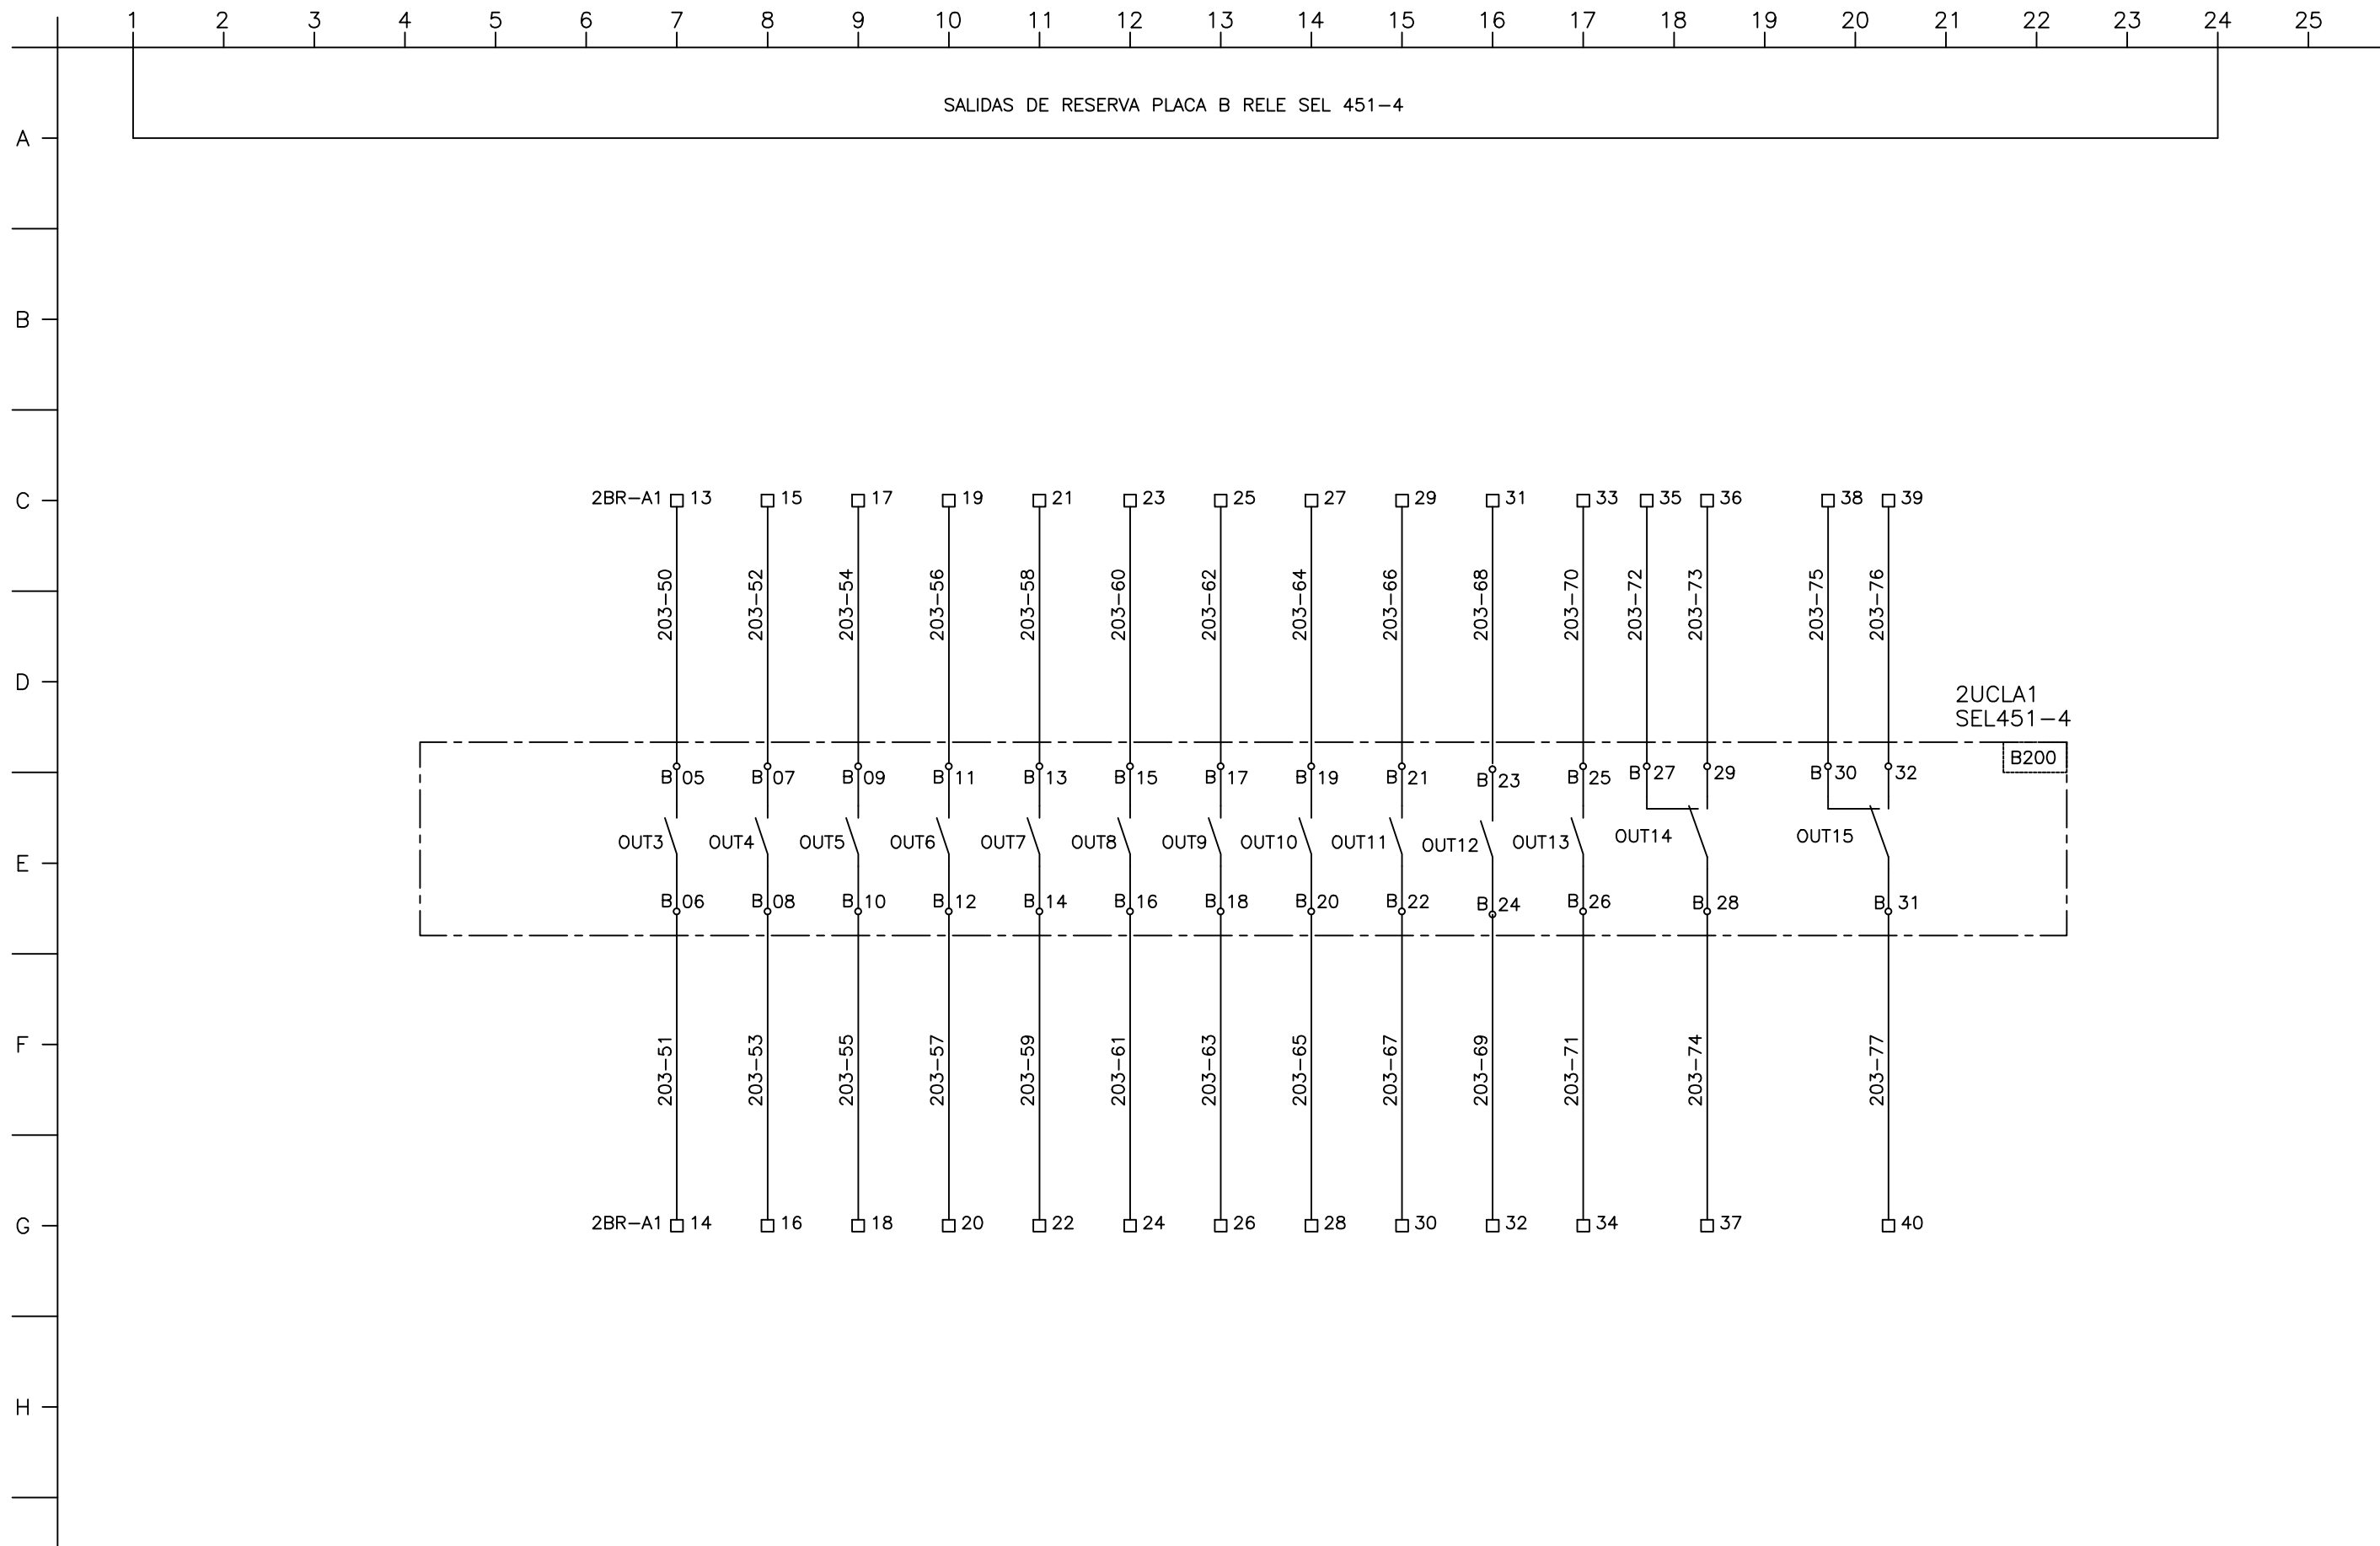 1 2 3 4 5 6 7 8 9 10 11 12 13 14 15 16 17 18 19 20 21 22 23 24 25
SALIDAS DE RESERVA PLACA B RELE SEL 451-4
A
B
C
2BR-A1 13 15 17 19 21 23 25 27 29 31 33 35 36 38 39
203-50 203-52 203-54 203-56 203-58 203-60 203-62 203-64 203-66 203-68 203-70 203-72 203-73 203-75 203-76
D
2UCLA1
SEL451-4
B200
B 05 B 07 B 09 B 11 B 13 B 15 B 17 B 19 B 21 B 23 B 25 B 27 29 B 30 32
OUT3 OUT4 OUT5 OUT6 OUT7 OUT8 OUT9 OUT10 OUT11 OUT12 OUT13 OUT14 OUT15
E
B 06 B 08 B 10 B 12 B 14 B 16 B 18 B 20 B 22 B 24 B 26 B 28 B 31
F
203-51 203-53 203-55 203-57 203-59 203-61 203-63 203-65 203-67 203-69 203-71 203-74 203-77
G
2BR-A1 14 16 18 20 22 24 26 28 30 32 34 37 40
H